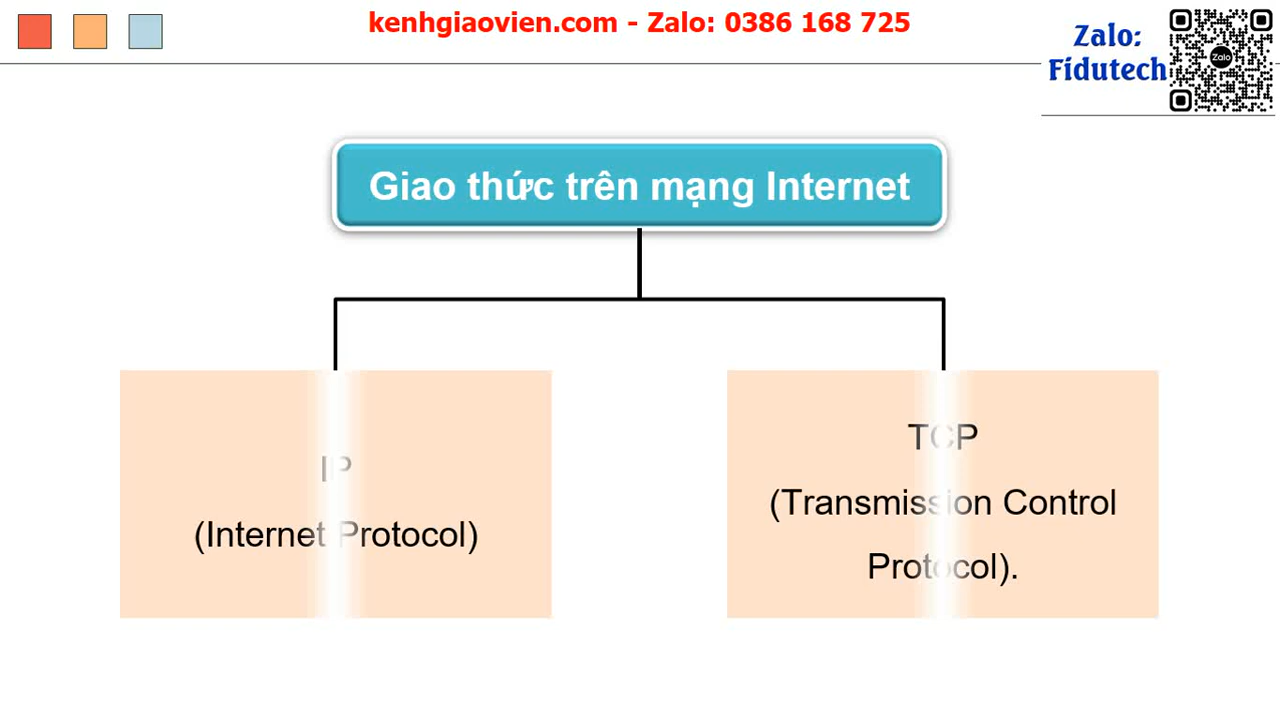 kenhgiaovien.com - Zalo: 0386 168 725
Zalo:
Fidutech
Zalo
Giao thức trên mạng Internet
IP
(Internet Protocol)
TCP
(Transmission Control
Protocol).